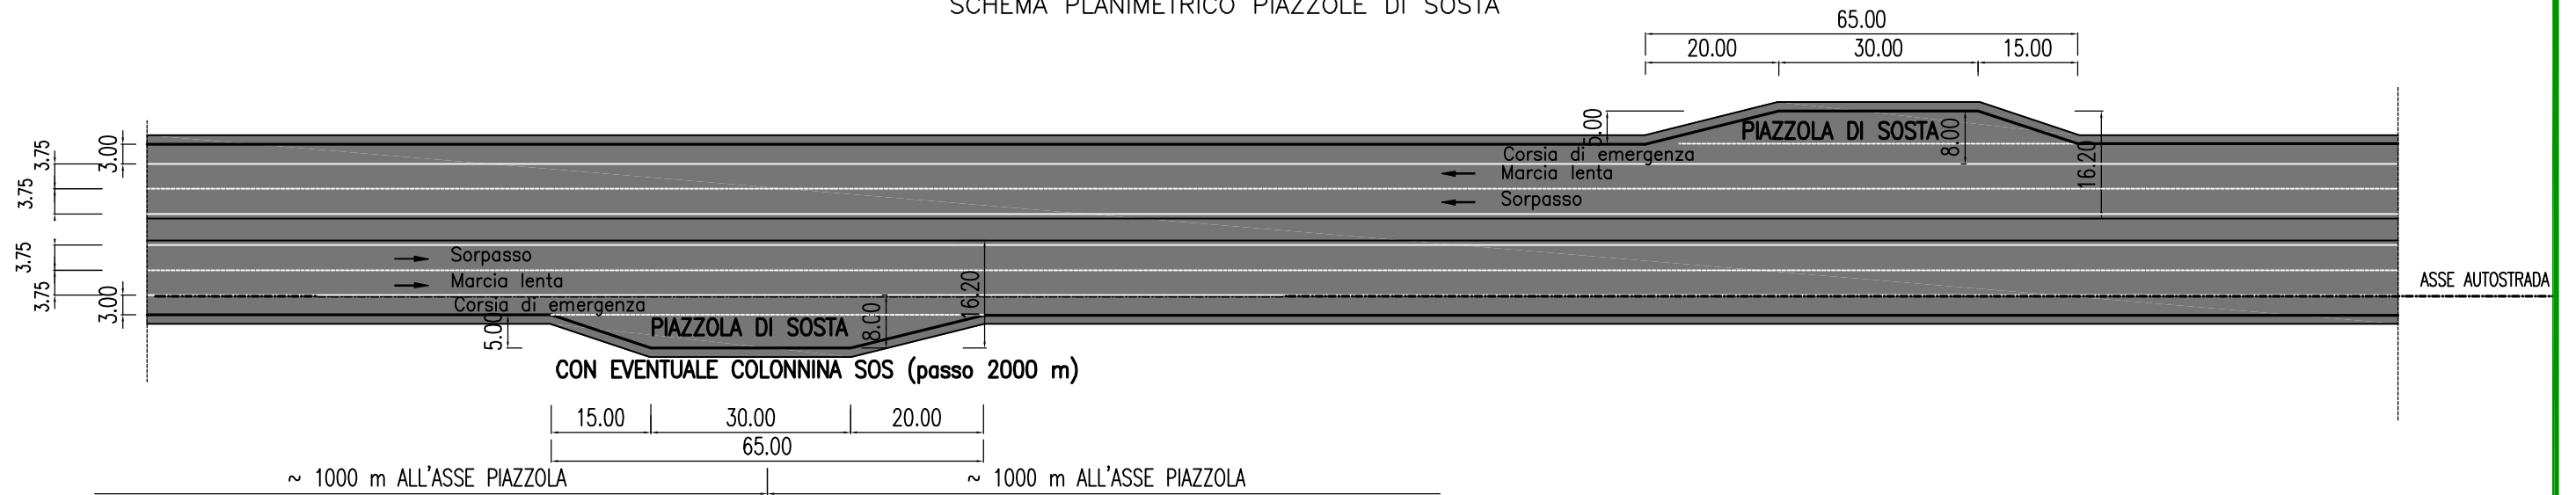 SCHEMA PLANIMETRICO PIAZZOLE DI SOSTA
65.00
20.00 30.00 15.00
3.75
3.00
3.75
5.00
PIAZZOLA DI SOSTA
8.00
16.20
Corsia di emergenza
Marcia lenta
Sorpasso
3.75
3.75
3.00
Sorpasso
Marcia lenta
Corsia di emergenza
5.00
PIAZZOLA DI SOSTA
8.00
16.20
ASSE AUTOSTRADA
CON EVENTUALE COLONNINA SOS (passo 2000 m)
15.00 30.00 20.00
65.00
~ 1000 m ALL'ASSE PIAZZOLA ~ 1000 m ALL'ASSE PIAZZOLA